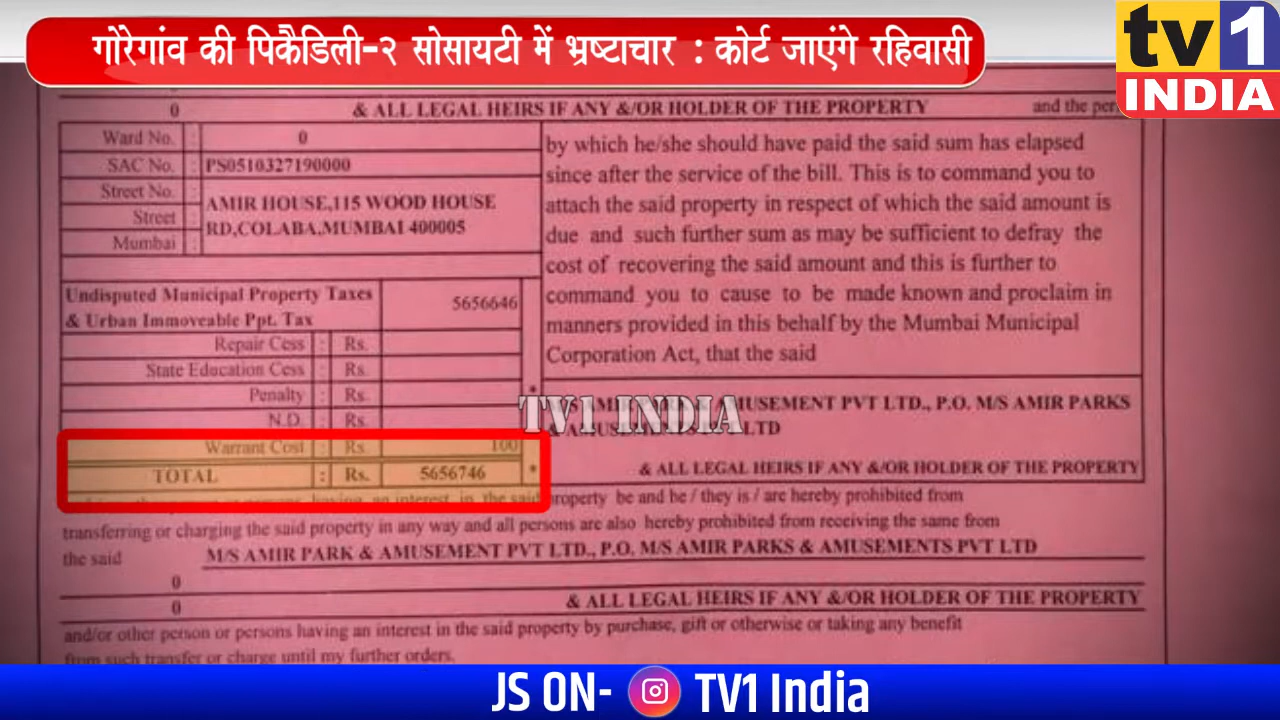 गोरेगांव की पिकैडिली-२ सोसायटी में भ्रष्टाचार : कोर्ट जाएंगे रहिवासी
tv1
INDIA
0
& ALL LEGAL HEIRS IF ANY &/OR HOLDER OF THE PROPERTY
and the
Ward No. : 0
SAC No. : PS0510327190000
Street No. :
Street
Mumbai :
AMIR HOUSE,115 WOOD HOUSE
RD,COLABA,MUMBAI 400005
Undisputed Municipal Property Taxes
& Urban Immoveable Ppt. Tax
5656646
Repair Cess : Rs.
State Education Cess : Rs.
Penalty : Rs.
N.D. : Rs.
Warrant Cost : Rs. 100
TOTAL : Rs. 5656746
by which he/she should have paid the said sum has elapsed
since after the service of the bill. This is to command you to
attach the said property in respect of which the said amount is
due and such further sum as may be sufficient to defray the
cost of recovering the said amount and this is further to
command you to cause to be made known and proclaim in
manners provided in this behalf by the Mumbai Municipal
Corporation Act, that the said
TV1 INDIA
AMUSEMENT PVT LTD., P.O. M/S AMIR PARKS
LTD
& ALL LEGAL HEIRS IF ANY &/OR HOLDER OF THE PROPERTY
having an interest in the said property be and be / they is / are hereby prohibited from
transferring or charging the said property in any way and all persons are also hereby prohibited from receiving the same from
the said M/S AMIR PARK & AMUSEMENT PVT LTD., P.O. M/S AMIR PARKS & AMUSEMENTS PVT LTD
0
0
& ALL LEGAL HEIRS IF ANY &/OR HOLDER OF THE PROPERTY
and/or other person or persons having an interest in the said property by purchase, gift or otherwise or taking any benefit
from such transfer or charge until my further orders.
JS ON- TV1 India